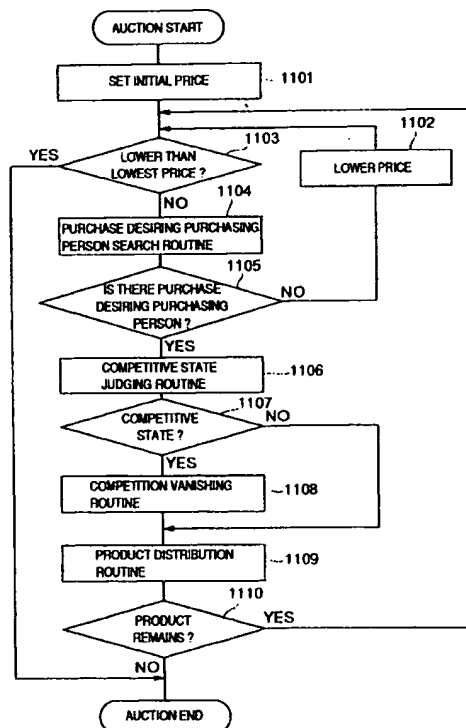 AUCTION START
SET INITIAL PRICE
1101
1102
LOWER PRICE
1103
YES
LOWER THAN
LOWEST PRICE ?
NO
1104
PURCHASE DESIRING PURCHASING
PERSON SEARCH ROUTINE
1105
IS THERE PURCHASE
DESIRING PURCHASING
PERSON ?
NO
YES
COMPETITIVE STATE
JUDGING ROUTINE
1106
1107
COMPETITIVE
STATE ?
NO
YES
COMPETITION VANISHING
ROUTINE
1108
PRODUCT DISTRIBUTION
ROUTINE
1109
1110
PRODUCT
REMAINS ?
YES
NO
AUCTION END